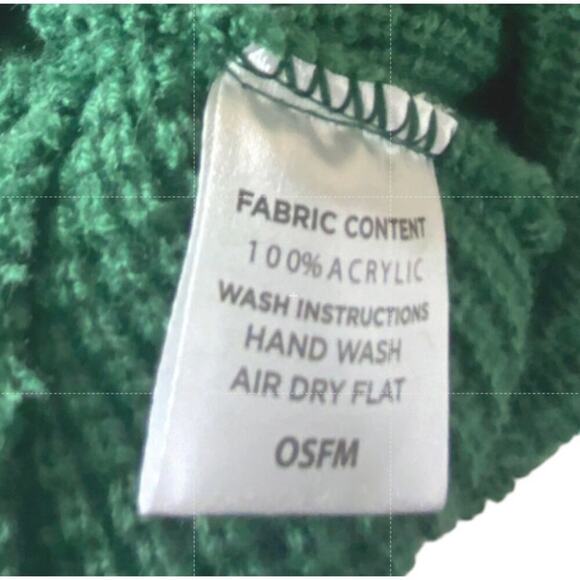 FABRIC CONTENT
100% ACRYLIC
WASH INSTRUCTIONS
HAND WASH
AIR DRY FLAT
OSFM